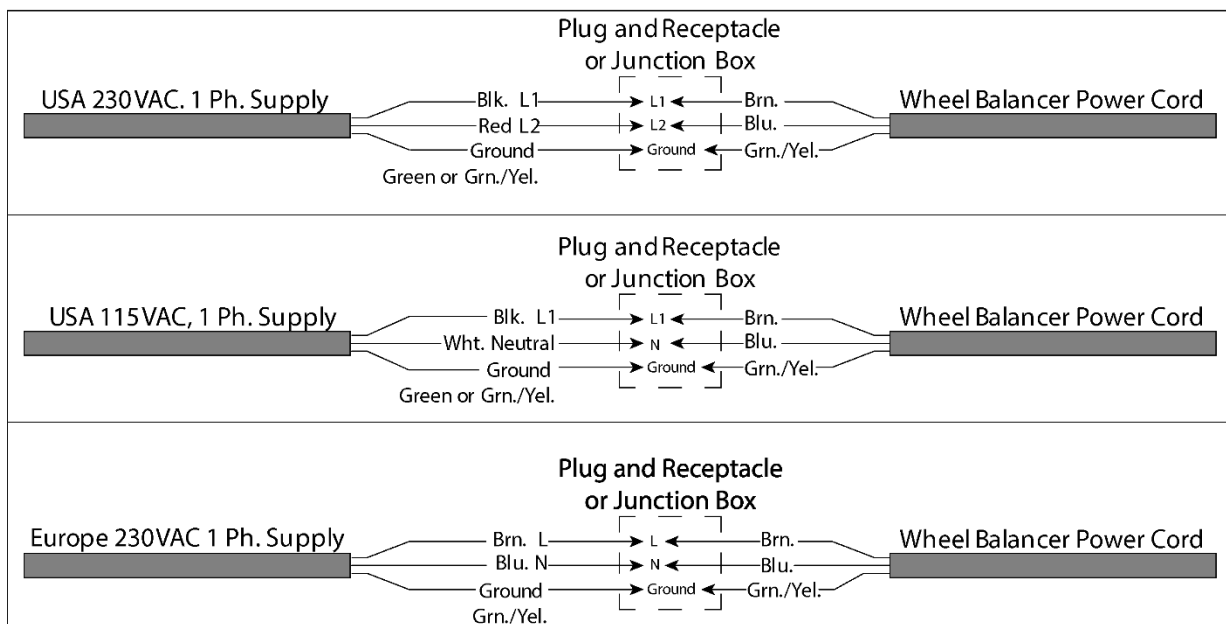 Plug and Receptacle
or Junction Box
USA 230VAC. 1 Ph. Supply
Blk. L1
L1
Brn.
Wheel Balancer Power Cord
Red L2
L2
Blu.
Ground
Ground
Grn./Yel.
Green or Grn./Yel.
Plug and Receptacle
or Junction Box
USA 115VAC, 1 Ph. Supply
Blk. L1
L1
Brn.
Wheel Balancer Power Cord
Wht. Neutral
N
Blu.
Ground
Ground
Grn./Yel.
Green or Grn./Yel.
Plug and Receptacle
or Junction Box
Europe 230VAC 1 Ph. Supply
Brn. L
L
Brn.
Wheel Balancer Power Cord
Blu. N
N
Blu.
Ground
Ground
Grn./Yel.
Grn./Yel.